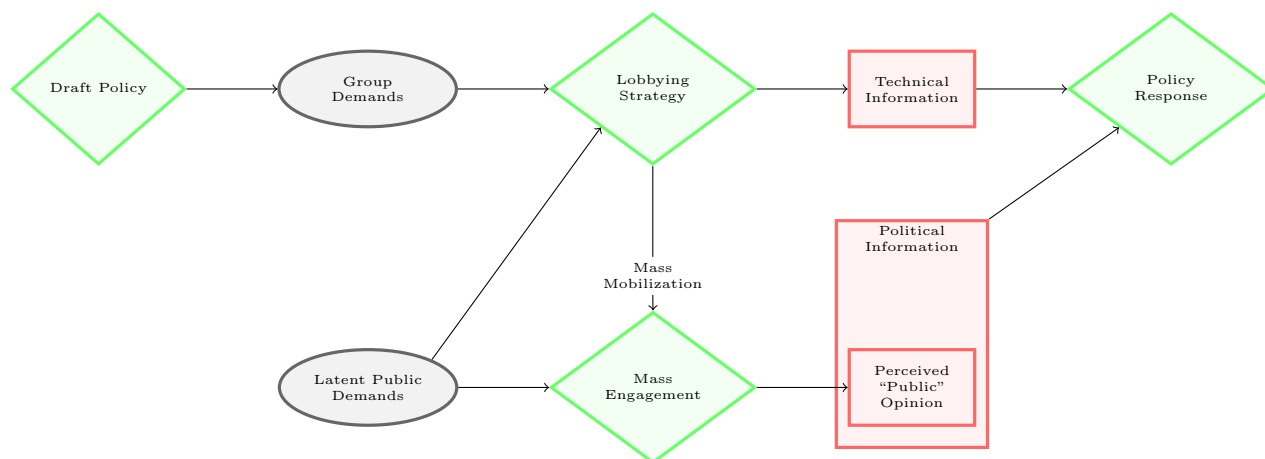 Draft Policy
Group
Demands
Lobbying
Strategy
Technical
Information
Policy
Response
Political
Information
Mass
Mobilization
Latent Public
Demands
Mass
Engagement
Perceived
“Public”
Opinion